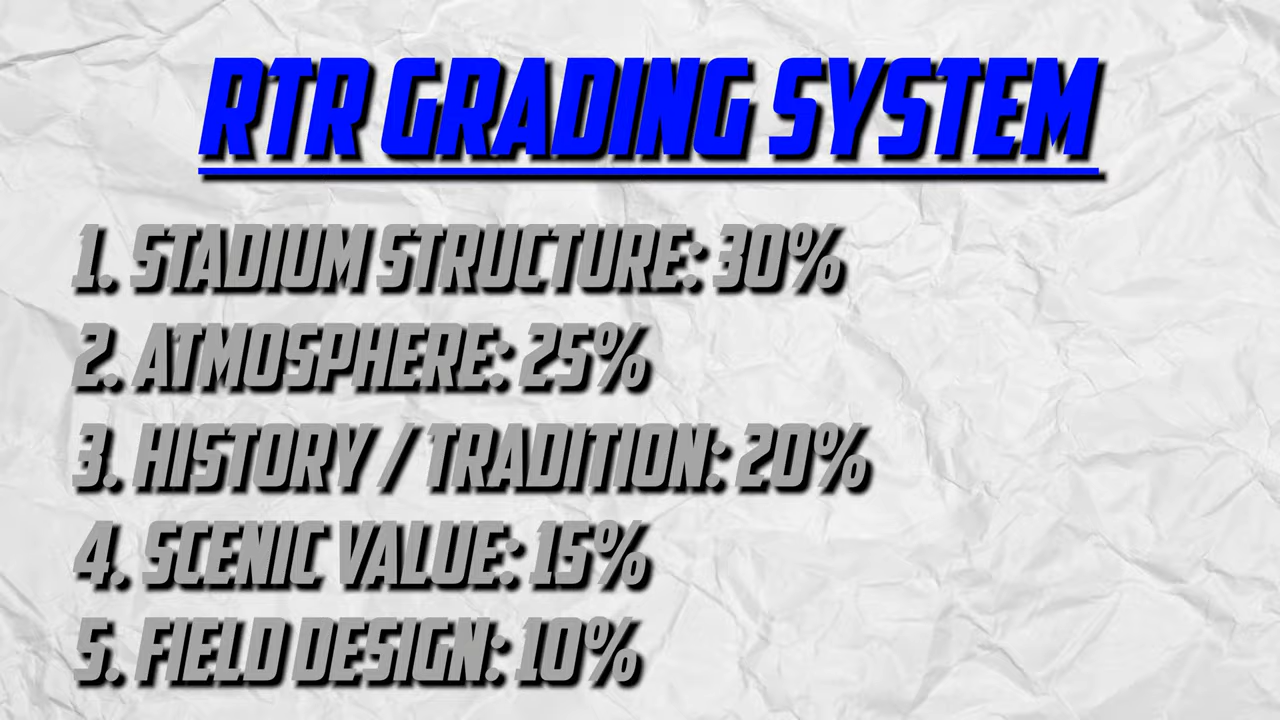 RTR GRADING SYSTEM
1. STADIUM STRUCTURE: 30%
2. ATMOSPHERE: 25%
3. HISTORY / TRADITION: 20%
4. SCENIC VALUE: 15%
5. FIELD DESIGN: 10%